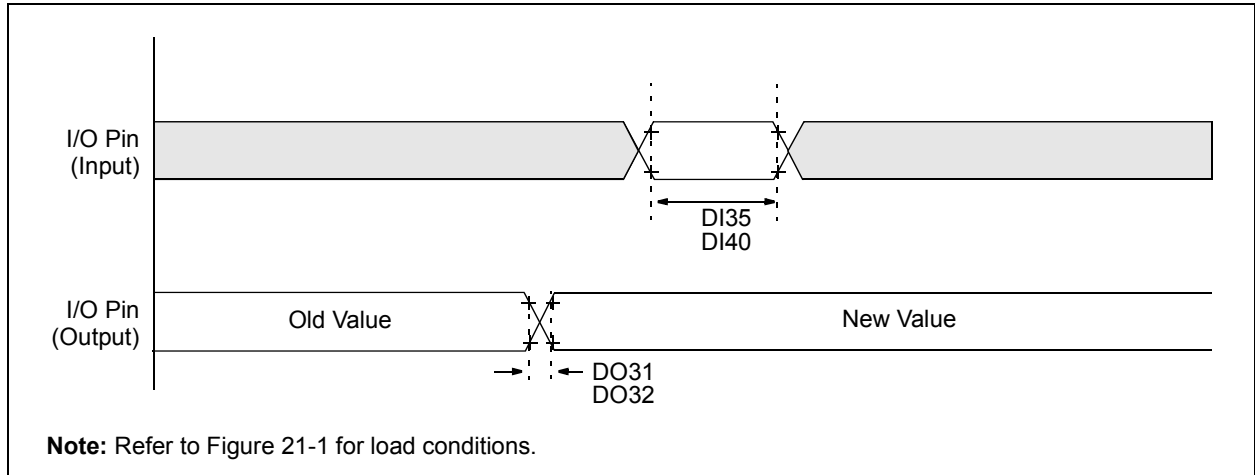 I/O Pin
(Input)
DI35
DI40
I/O Pin
(Output)
Old Value
New Value
DO31
DO32
Note: Refer to Figure 21-1 for load conditions.